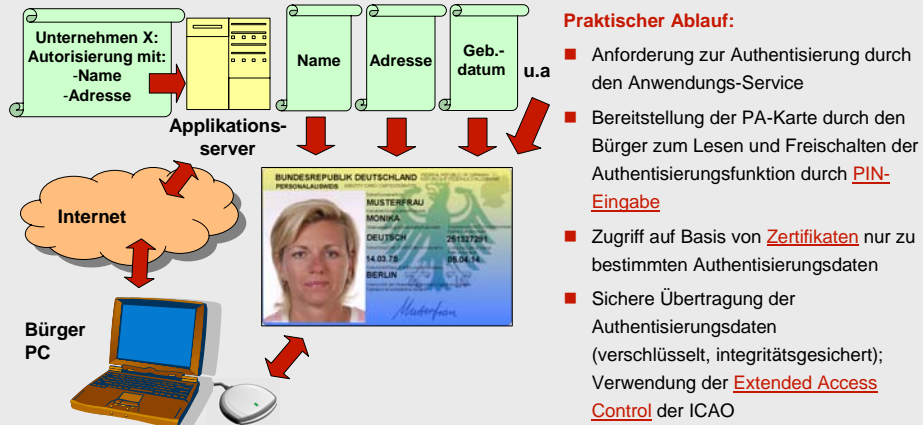 Unternehmen X:
Autorisierung mit:
-Name
-Adresse
Name
Adresse
Geb.-
datum
u.a
Applikations-
server
Internet
Bürger
PC
BUNDESREPUBLIK DEUTSCHLAND
PERSONALAUSWEIS
MUSTERFRAU
MONIKA
DEUTSCH
14.03.75
BERLIN
Musterfrau
Praktischer Ablauf:
Anforderung zur Authentisierung durch
den Anwendungs-Service
Bereitstellung der PA-Karte durch den
Bürger zum Lesen und Freischalten der
Authentisierungsfunktion durch PIN-
Eingabe
Zugriff auf Basis von Zertifikaten nur zu
bestimmten Authentisierungsdaten
Sichere Übertragung der
Authentisierungsdaten
(verschlüsselt, integritätsgesichert);
Verwendung der Extended Access
Control der ICAO